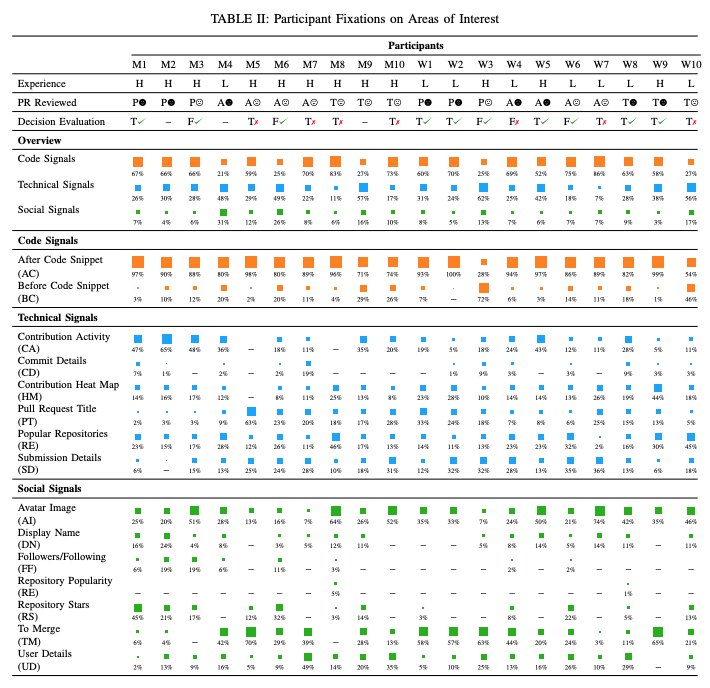 TABLE II: Participant Fixations on Areas of Interest
Participants
M1 M2 M3 M4 M5 M6 M7 M8 M9 M10 W1 W2 W3 W4 W5 W6 W7 W8 W9 W10
Experience H H H L H H H H H H L L H L H L L L H L
PR Reviewed P☻ P☻ P☺ A☻ A☺ A☺ A☺ T☺ T☺ T☺ P☻ P☻ P☺ A☻ A☻ A☺ A☺ T☻ T☻ T☺
Decision Evaluation T✓ – F✓ – T✗ F✓ T✗ T✗ – T✗ T✓ T✓ F✓ F✗ T✓ F✓ T✗ T✓ T✓ T✗
Overview
Code Signals
67% 66% 66% 21% 59% 49% 70% 83% 27% 73% 60% 70% 25% 69% 52% 75% 86% 63% 58% 27%
Technical Signals
26% 30% 28% 48% 29% 29% 22% 11% 57% 17% 31% 24% 62% 25% 42% 18% 7% 28% 38% 56%
Social Signals
7% 4% 6% 31% 12% 26% 8% 6% 16% 10% 8% 5% 13% 7% 6% 7% 7% 9% 3% 17%
Code Signals
After Code Snippet
(AC) 97% 90% 88% 80% 98% 80% 89% 96% 71% 74% 93% 100% 28% 94% 97% 86% 89% 82% 99% 54%
Before Code Snippet
(BC) 3% 10% 12% 20% 2% 20% 11% 4% 29% 26% 7% – 72% 6% 3% 14% 11% 18% 1% 46%
Technical Signals
Contribution Activity
(CA) 47% 65% 48% 36% – 18% 11% – 35% 20% 19% 5% 18% 24% 43% 12% 11% 28% 5% 11%
Commit Details
(CD) 7% 1% – 2% – 2% 19% – – – – 1% 9% 3% – 2% – 9% 3% 3%
Contribution Heat Map
(HM) 14% 16% 17% 12% – 8% 11% 25% 13% 8% 23% 28% 10% 14% 14% 13% 26% 19% 44% 18%
Pull Request Title
(PT) 2% 3% 3% 9% 63% 23% 20% 18% 17% 28% 33% 24% 18% 7% 8% 6% 25% 15% 13% 5%
Popular Repositories
(RE) 23% 15% 17% 28% 12% 26% 11% 46% 17% 13% 14% 11% 13% 23% 23% 32% 2% 16% 30% 45%
Submission Details
(SD) 6% – 15% 13% 25% 24% 28% 10% 18% 31% 12% 32% 32% 28% 13% 35% 36% 13% 6% 18%
Social Signals
Avatar Image
(AI) 25% 20% 51% 28% 13% 16% 7% 64% 26% 52% 35% 33% 7% 24% 50% 21% 74% 42% 35% 46%
Display Name
(DN) 16% 24% 4% 8% – 3% 5% 12% 11% – – – 5% 8% 14% 5% 14% 11% – 11%
Followers/Following
(FF) 6% 19% 19% 6% – 11% – 3% – – – – – 2% – 2% – – – –
Repository Popularity
(RE) – – – – – – – 5% – – – – – – – – – 1% – –
Repository Stars
(RS) 45% 21% 17% – 12% 32% – 3% 14% – 3% – – 8% – 22% – 5% – 13%
To Merge
(TM) 6% 4% – 42% 70% 29% 39% – 28% 13% 58% 57% 63% 44% 20% 24% 3% 11% 65% 21%
User Details
(UD) 2% 13% 9% 16% 5% 9% 49% 14% 20% 35% 5% 10% 25% 13% 16% 26% 10% 29% – 9%